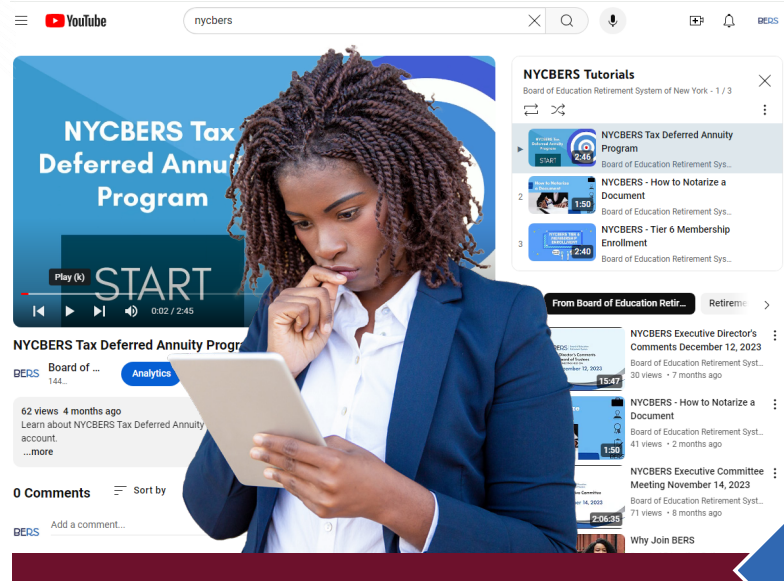 YouTube
nycbers
BERS
NYCBERS Tax
Deferred Annui
Program
START
Play (k)
0:02 / 2:45
NYCBERS Tax Deferred Annuity Progra
BERS
Board of ...
144...
Analytics
62 views 4 months ago
Learn about NYCBERS Tax Deferred Annuity
account.
...more
0 Comments
Sort by
BERS
Add a comment...
NYCBERS Tutorials
Board of Education Retirement System of New York - 1 / 3
START
2:46
NYCBERS Tax Deferred Annuity
Program
Board of Education Retirement Sys...
2
How to Notarize
a Document
1:50
NYCBERS - How to Notarize a
Document
Board of Education Retirement Sys...
3
2:40
NYCBERS - Tier 6 Membership
Enrollment
Board of Education Retirement Sys...
From Board of Education Retir...
Retireme
15:47
NYCBERS Executive Director's
Comments December 12, 2023
Board of Education Retirement Syst...
30 views • 7 months ago
1:50
NYCBERS - How to Notarize a
Document
Board of Education Retirement Syst...
41 views • 2 months ago
2:06:35
NYCBERS Executive Committee
Meeting November 14, 2023
Board of Education Retirement Syst...
71 views • 8 months ago
Why Join BERS